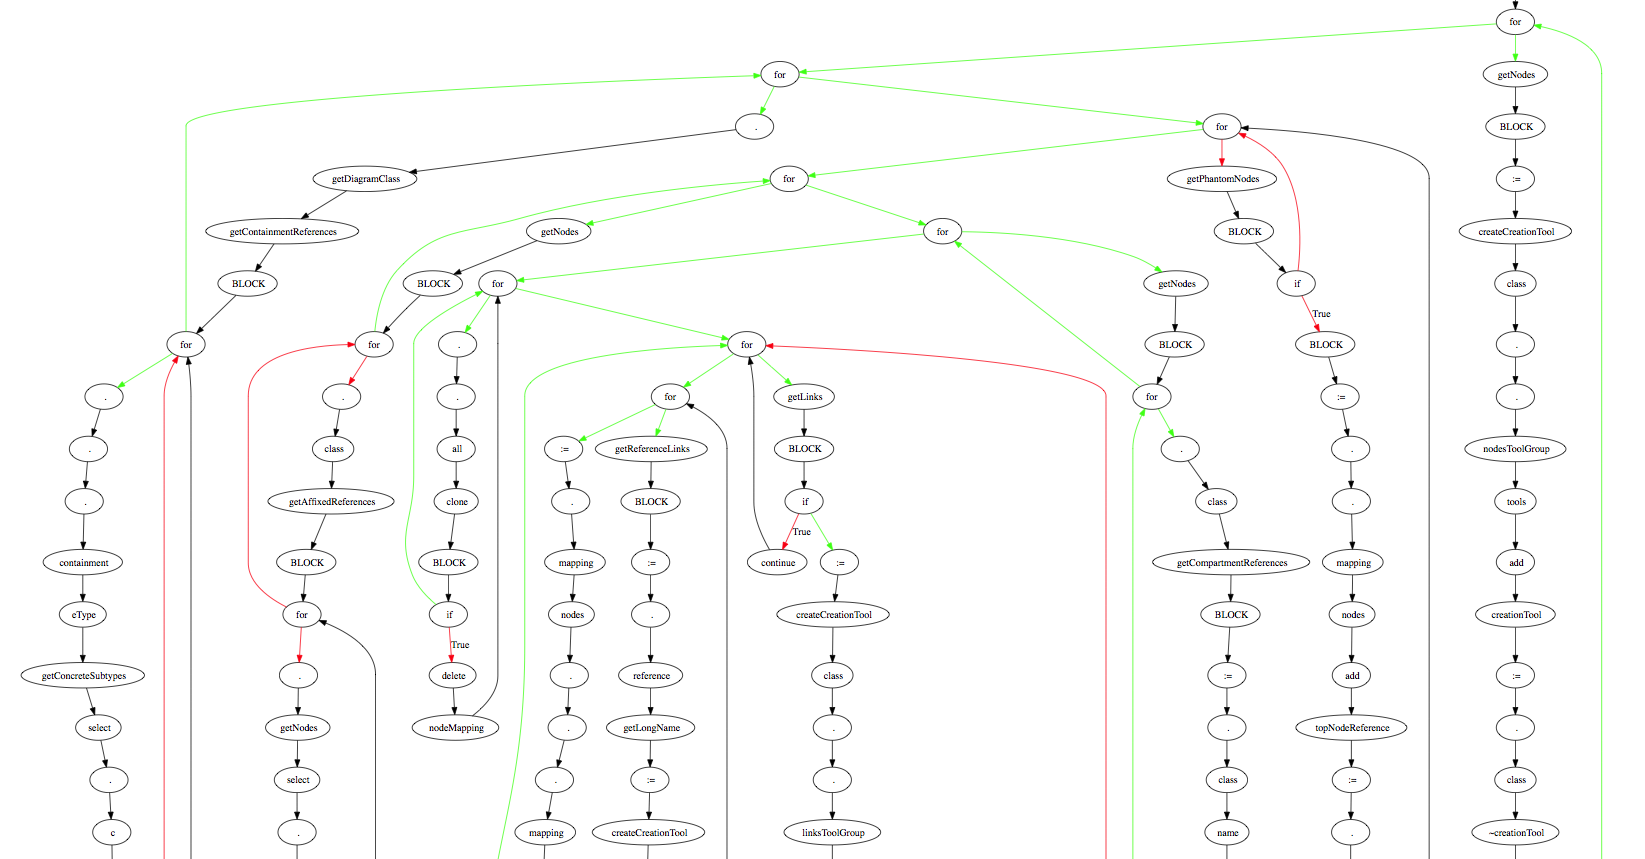 for
for
getNodes
.
for
BLOCK
getDiagramClass
for
getPhantomNodes
:=
getContainmentReferences
getNodes
for
BLOCK
createCreationTool
BLOCK
BLOCK
for
getNodes
if
class
True
for
for
.
for
BLOCK
BLOCK
.
.
.
.
for
getLinks
for
:=
.
.
class
all
:=
getReferenceLinks
BLOCK
.
.
nodesToolGroup
.
getAffixedReferences
clone
.
BLOCK
if
class
.
tools
True
containment
BLOCK
BLOCK
mapping
:=
continue
:=
getCompartmentReferences
mapping
add
eType
for
if
nodes
.
createCreationTool
BLOCK
nodes
creationTool
True
getConcreteSubtypes
.
delete
.
reference
class
:=
add
:=
select
getNodes
nodeMapping
.
getLongName
.
.
topNodeReference
.
.
select
.
:=
.
class
:=
class
c
.
mapping
createCreationTool
linksToolGroup
name
.
~creationTool